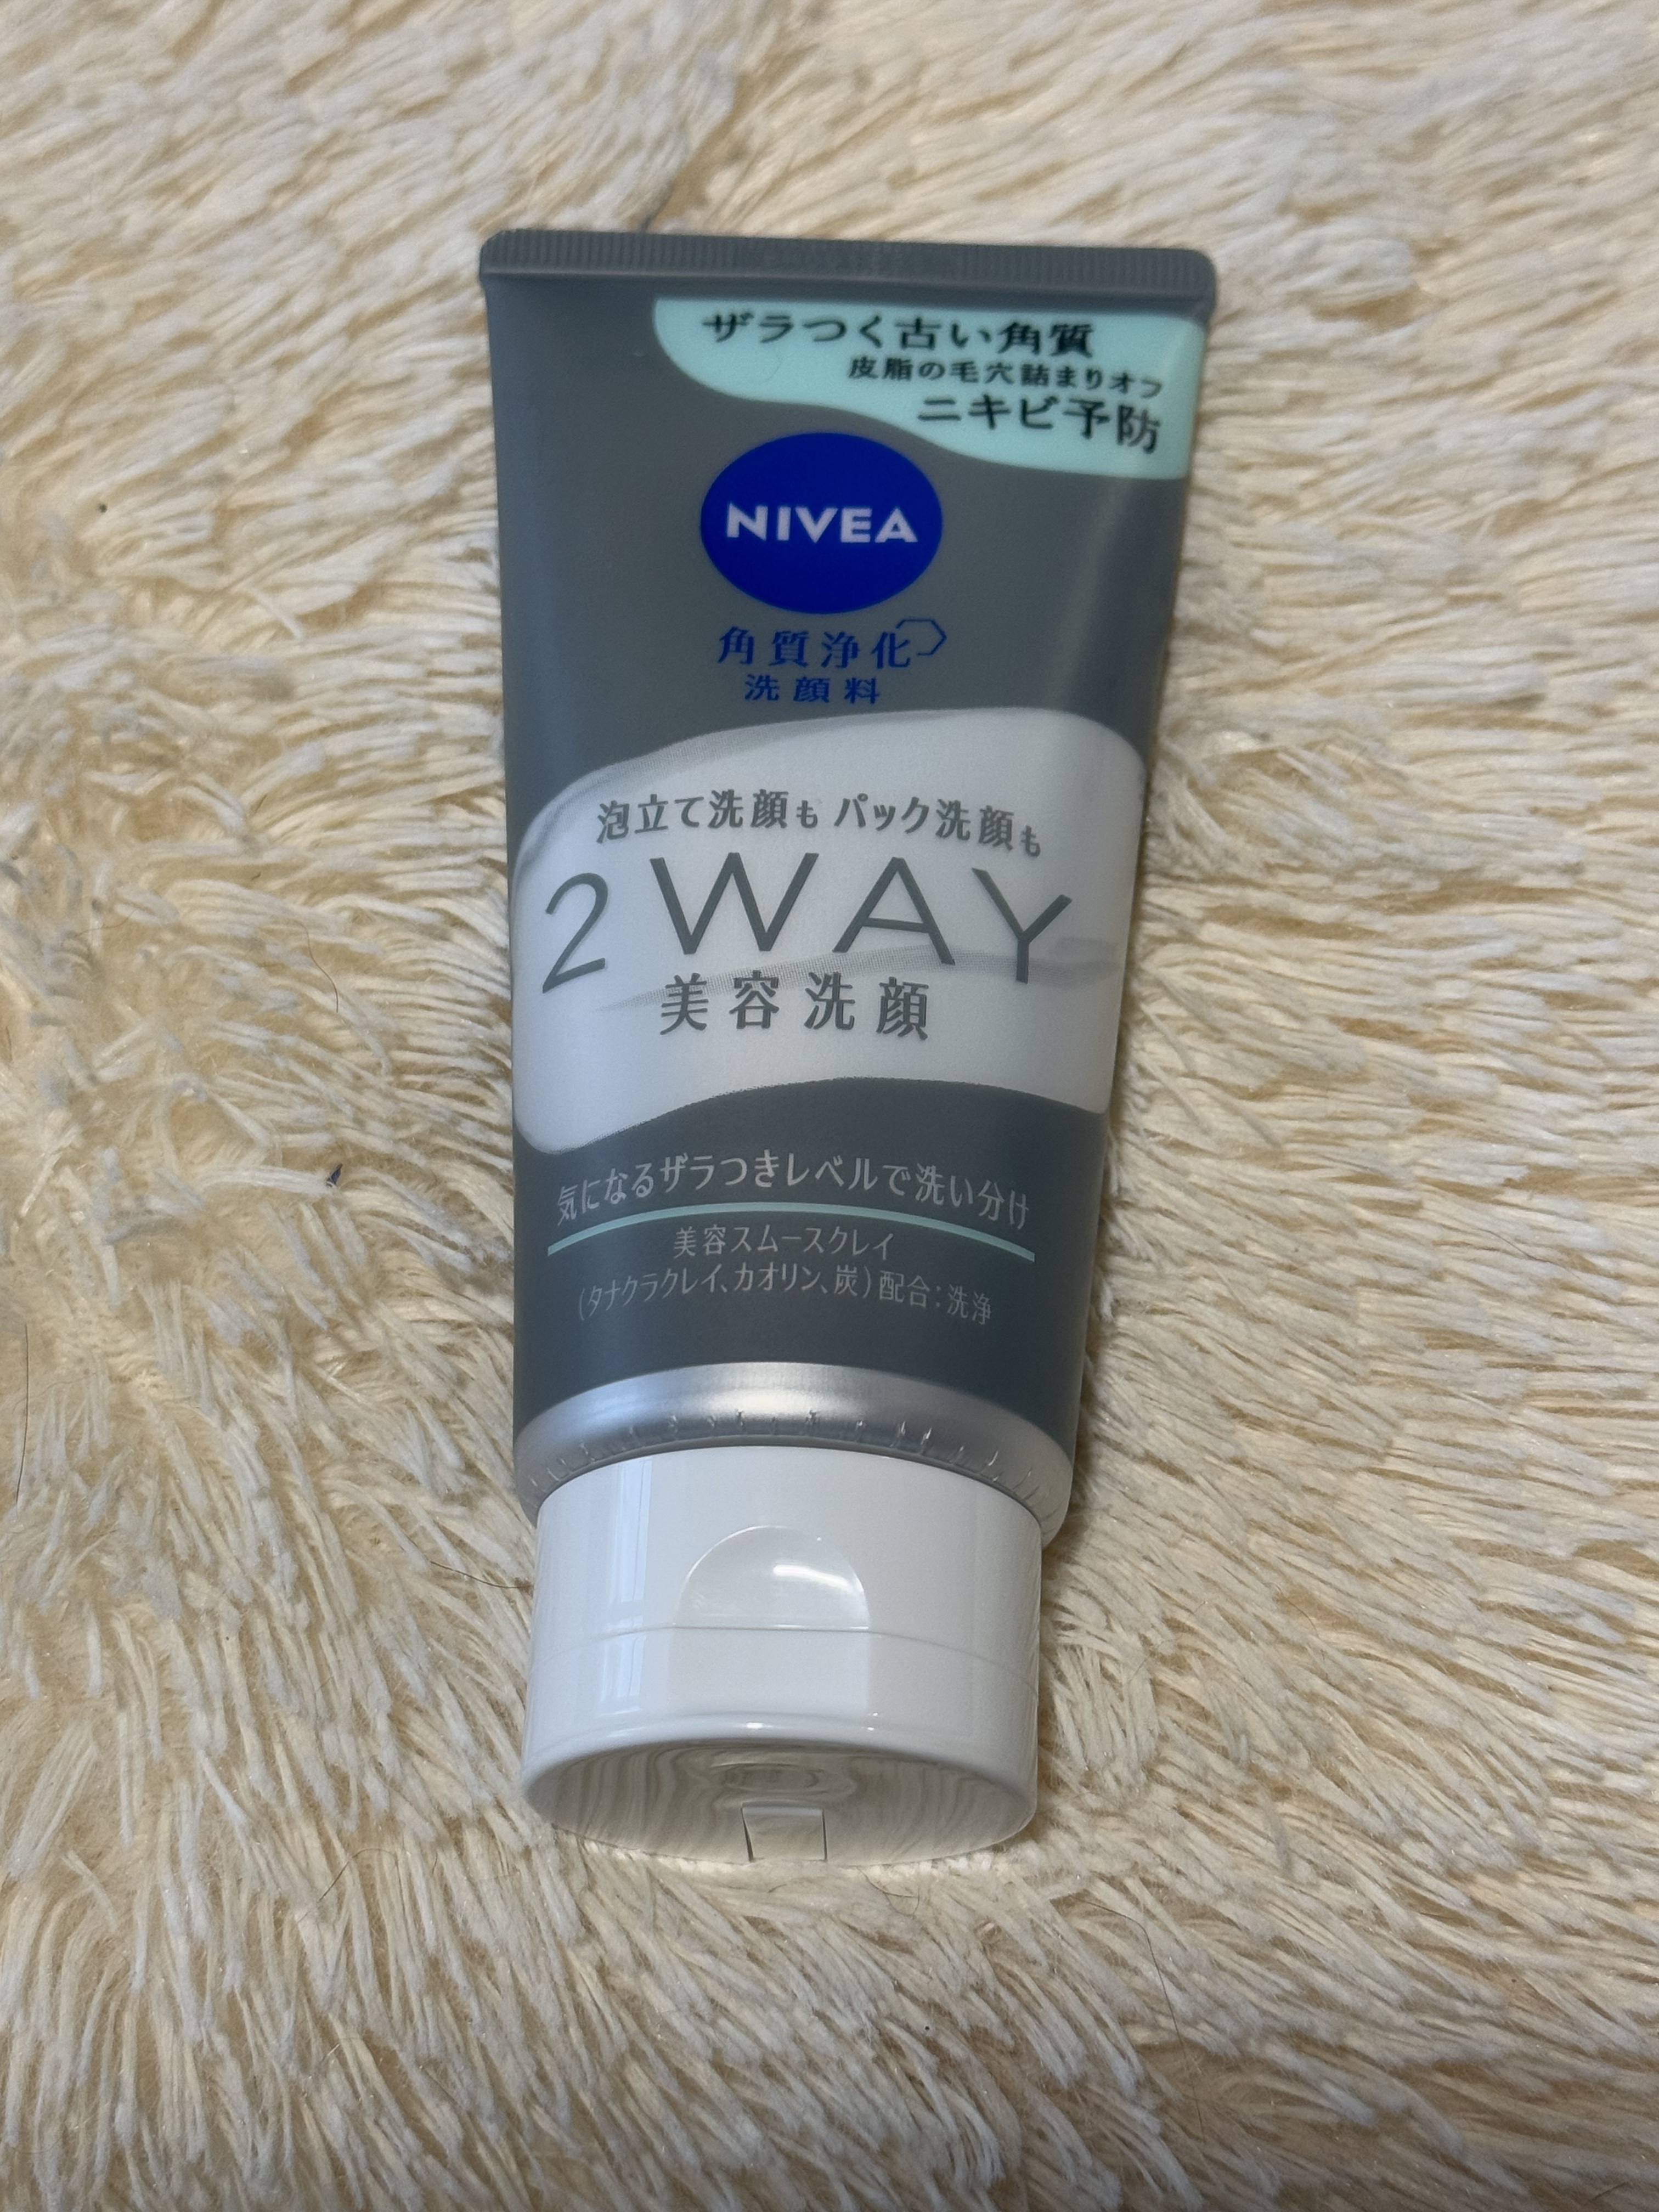 ザラつく古い角質
皮脂の毛穴詰まりオフ
ニキビ予防
NIVEA
角質浄化
洗顔料
泡立て洗顔も パック洗顔も
2WAY
美容洗顔
気になるザラつきレベルで洗い分け
美容スムースクレイ
（タナクラクレイ、カオリン、炭）配合：洗浄